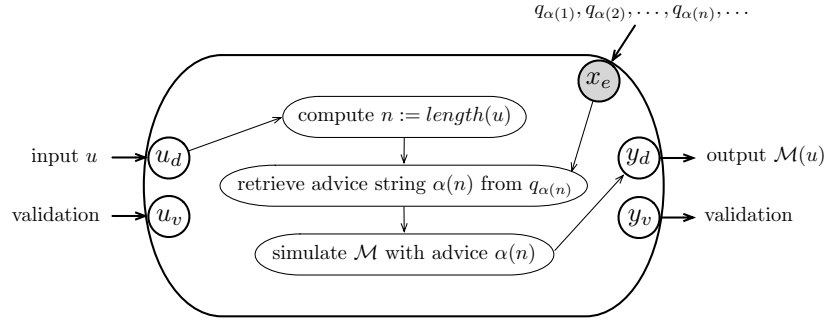 q_{α(1)}, q_{α(2)}, . . . , q_{α(n)}, . . .
x_e
compute n := length(u)
input u
u_d
y_d
output ℳ(u)
retrieve advice string α(n) from q_{α(n)}
validation
u_v
y_v
validation
simulate ℳ with advice α(n)